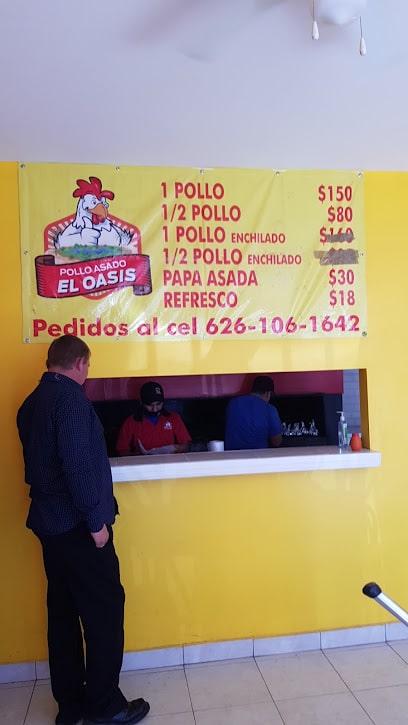 POLLO ASADO
EL OASIS
1 POLLO $150
1/2 POLLO $80
1 POLLO ENCHILADO $160
1/2 POLLO ENCHILADO
PAPA ASADA $30
REFRESCO $18
Pedidos al cel 626-106-1642